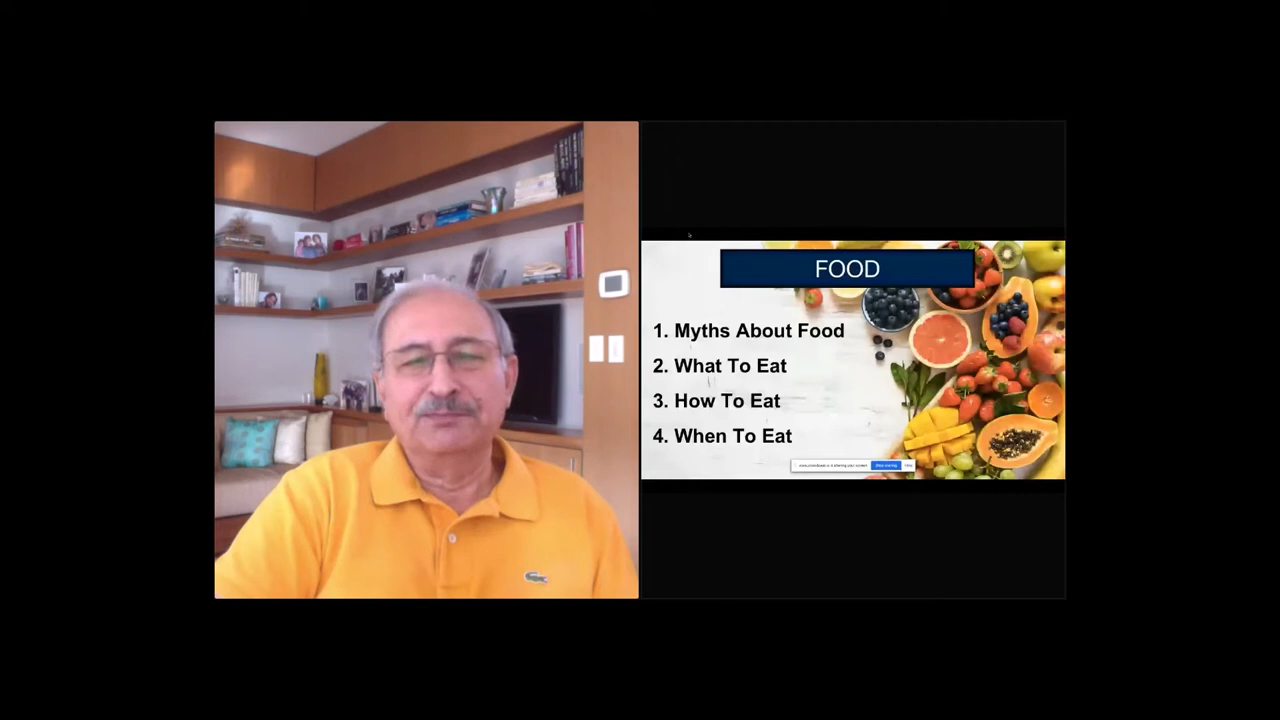 FOOD
1. Myths About Food
2. What To Eat
3. How To Eat
4. When To Eat